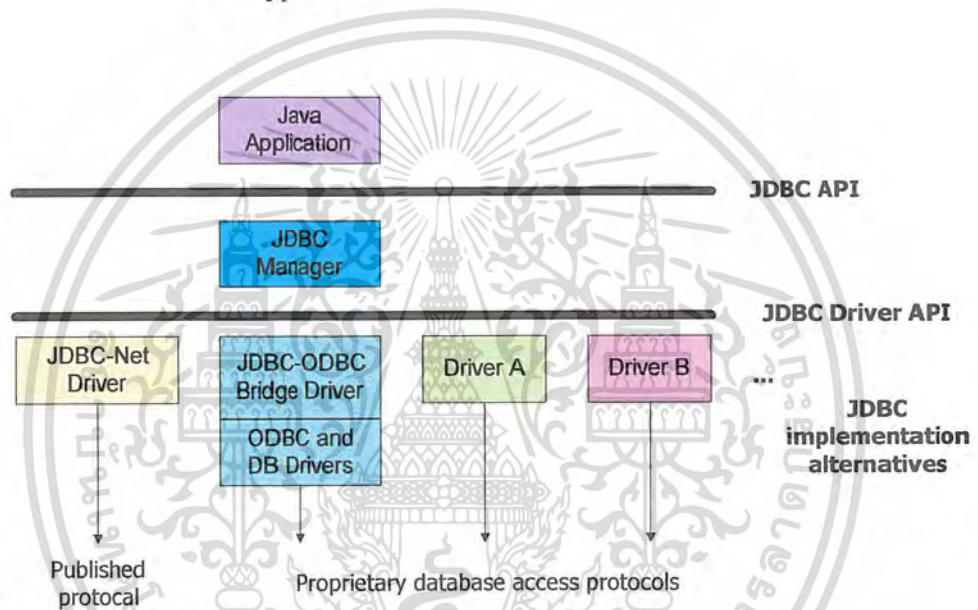 Java
Application
JDBC API
JDBC
Manager
JDBC Driver API
JDBC-Net
Driver
JDBC-ODBC
Bridge Driver
ODBC and
DB Drivers
Driver A
Driver B
...
JDBC
implementation
alternatives
Published
protocal
Proprietary database access protocols